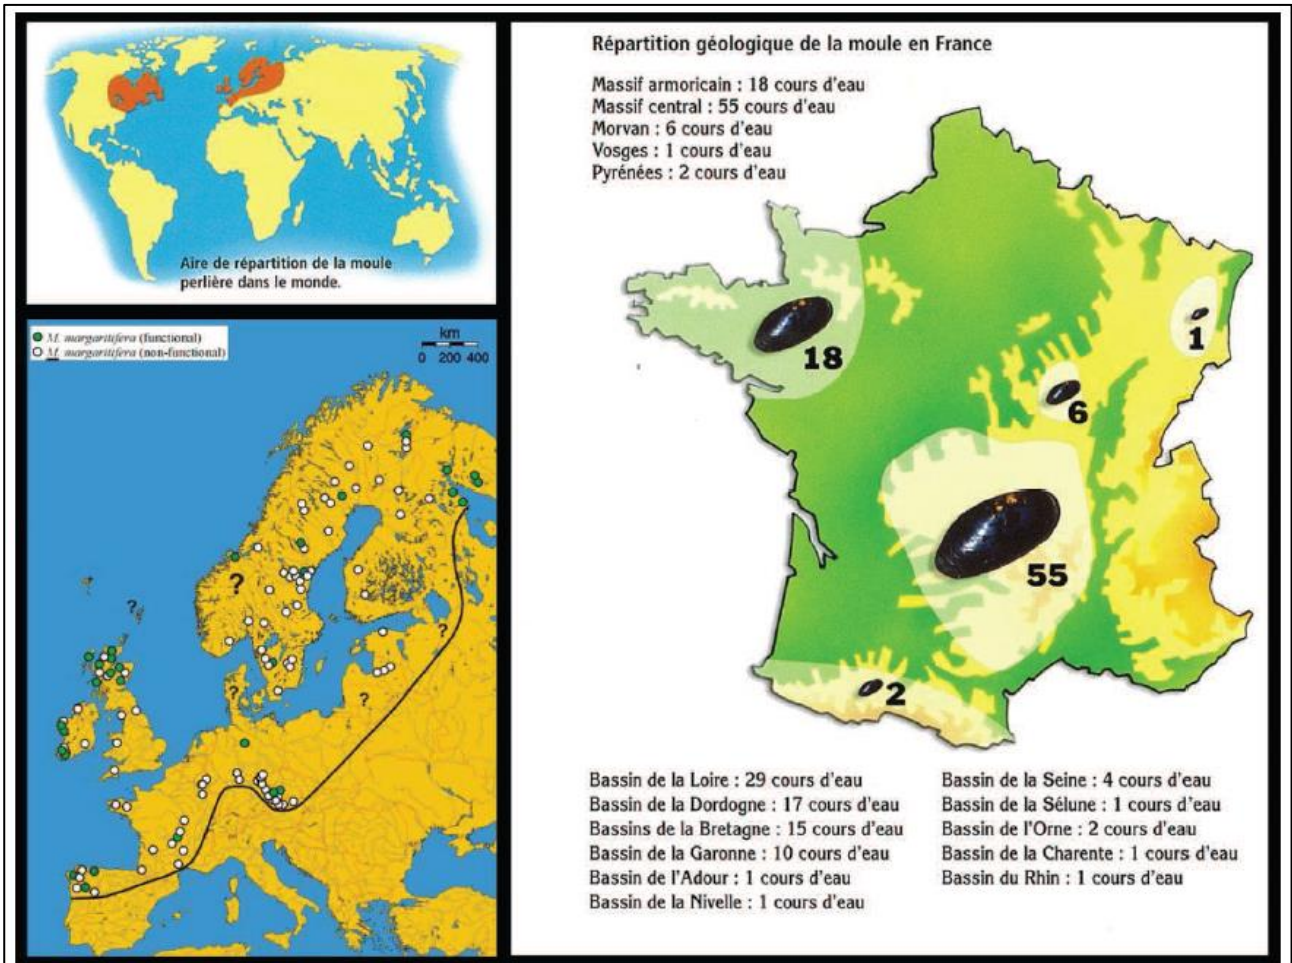 Aire de répartition de la moule
perlière dans le monde.
M. margaritifera (functional)
M. margaritifera (non-functional)
km
0 200 400
?
?
?
?
?
Répartition géologique de la moule en France
Massif armoricain : 18 cours d'eau
Massif central : 55 cours d'eau
Morvan : 6 cours d'eau
Vosges : 1 cours d'eau
Pyrénées : 2 cours d'eau
18
1
6
55
2
Bassin de la Loire : 29 cours d'eau
Bassin de la Dordogne : 17 cours d'eau
Bassins de la Bretagne : 15 cours d'eau
Bassin de la Garonne : 10 cours d'eau
Bassin de l'Adour : 1 cours d'eau
Bassin de la Nivelle : 1 cours d'eau
Bassin de la Seine : 4 cours d'eau
Bassin de la Sélune : 1 cours d'eau
Bassin de l'Orne : 2 cours d'eau
Bassin de la Charente : 1 cours d'eau
Bassin du Rhin : 1 cours d'eau